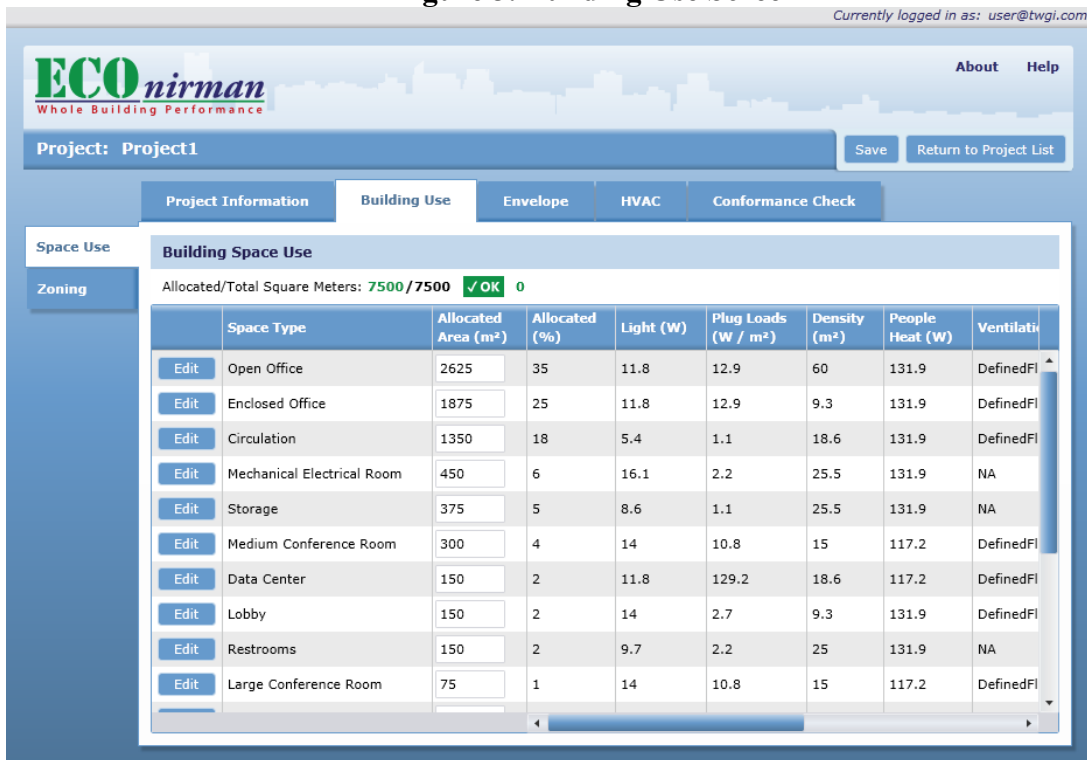 Currently logged in as: user@twgi.com
ECOnirman
Whole Building Performance
About Help
Project: Project1
Save Return to Project List
Project Information Building Use Envelope HVAC Conformance Check
Space Use
Zoning
Building Space Use
Allocated/Total Square Meters: 7500/7500 ✓OK 0
Space Type Allocated Area (m²) Allocated (%) Light (W) Plug Loads (W / m²) Density (m²) People Heat (W) Ventilati
Edit Open Office 2625 35 11.8 12.9 60 131.9 DefinedFl
Edit Enclosed Office 1875 25 11.8 12.9 9.3 131.9 DefinedFl
Edit Circulation 1350 18 5.4 1.1 18.6 131.9 DefinedFl
Edit Mechanical Electrical Room 450 6 16.1 2.2 25.5 131.9 NA
Edit Storage 375 5 8.6 1.1 25.5 131.9 NA
Edit Medium Conference Room 300 4 14 10.8 15 117.2 DefinedFl
Edit Data Center 150 2 11.8 129.2 18.6 117.2 DefinedFl
Edit Lobby 150 2 14 2.7 9.3 131.9 DefinedFl
Edit Restrooms 150 2 9.7 2.2 25 131.9 NA
Edit Large Conference Room 75 1 14 10.8 15 117.2 DefinedFl